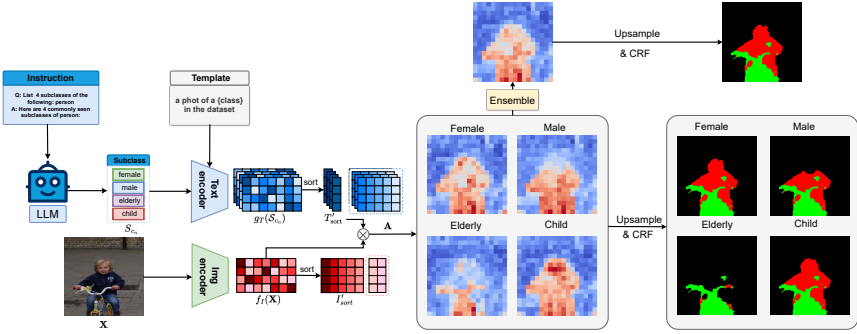 Instruction
Q: List 4 subclasses of the
following: person
A: Here are 4 commonly seen
subclasses of person:
Template
a phot of a {class}
in the dataset
LLM
Subclass
female
male
elderly
child
S_{c_n}
Text
encoder
g_T(S_{c_n})
sort
T'_{sort}
X
Img
encoder
f_I(X)
sort
I'_{sort}
⊗
A
Ensemble
Upsample
& CRF
Female
Male
Elderly
Child
Upsample
& CRF
Female
Male
Elderly
Child